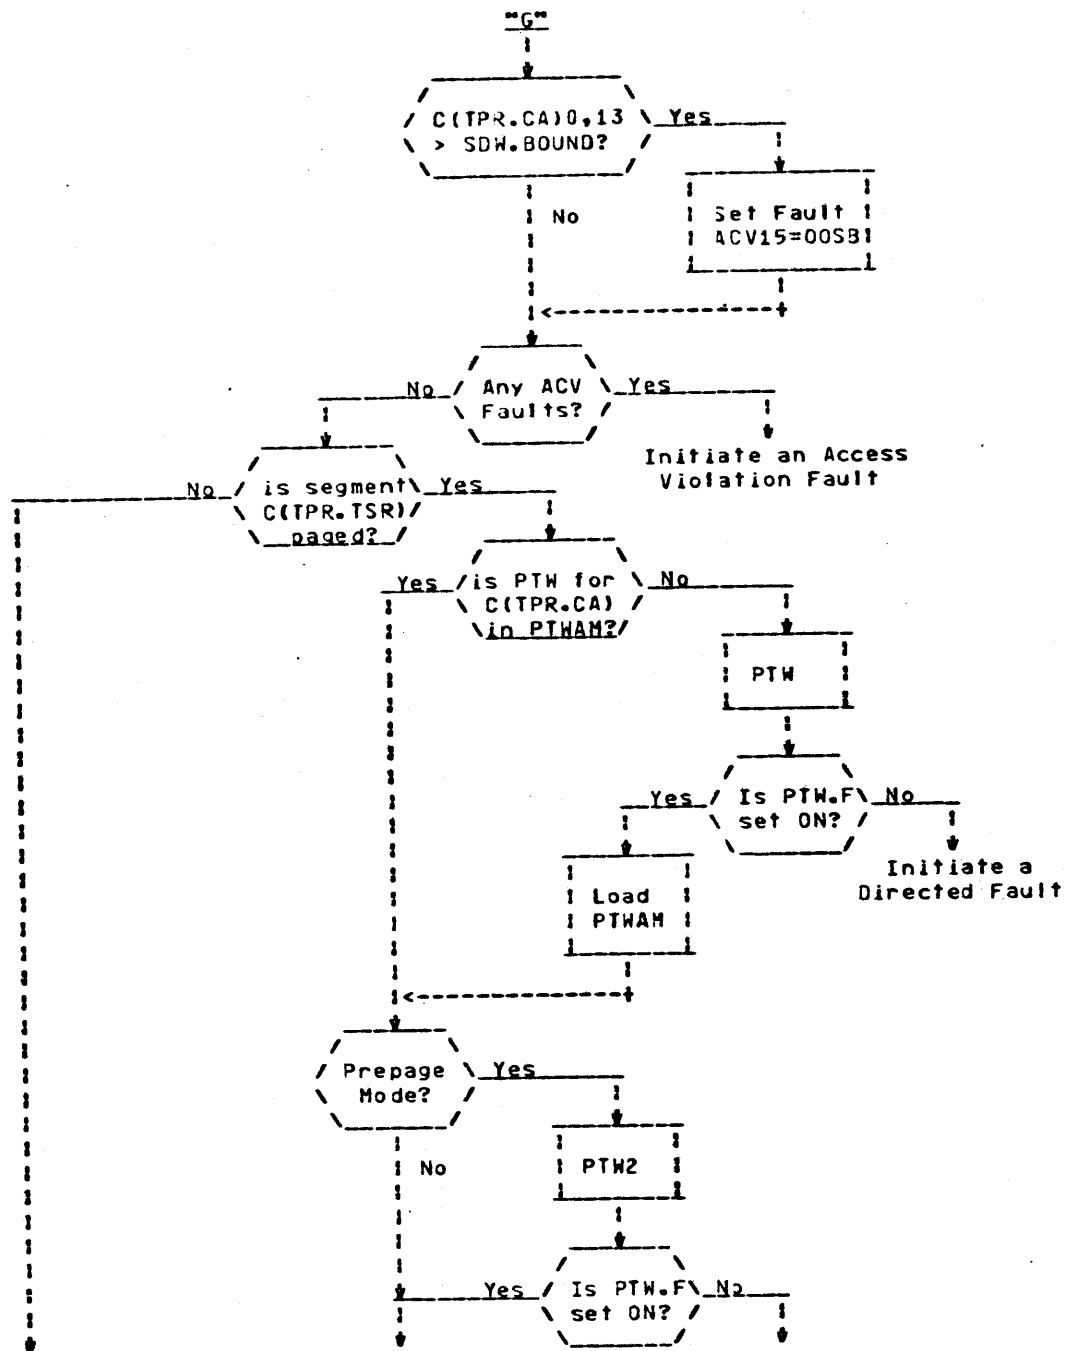 "G"
C(TPR.CA)0,13 Yes
> SDW.BOUND?
No
Set Fault
ACV15=OOSB
No Any ACV Yes
Faults?
Initiate an Access
Violation Fault
No is segment Yes
C(TPR.TSR)
paged?
Yes is PTW for No
C(TPR.CA)
in PTWAM?
PTW
Yes Is PTW.F No
set ON?
Initiate a
Directed Fault
Load
PTWAM
Prepage Yes
Mode?
No
PTW2
Yes Is PTW.F No
set ON?